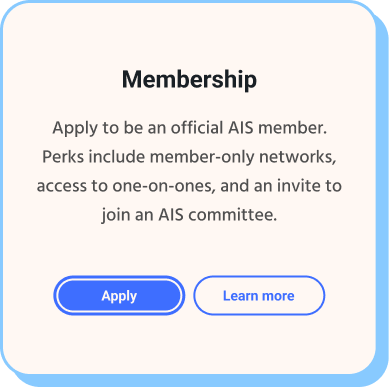 Membership
Apply to be an official AIS member.
Perks include member-only networks,
access to one-on-ones, and an invite to
join an AIS committee.
Apply
Learn more